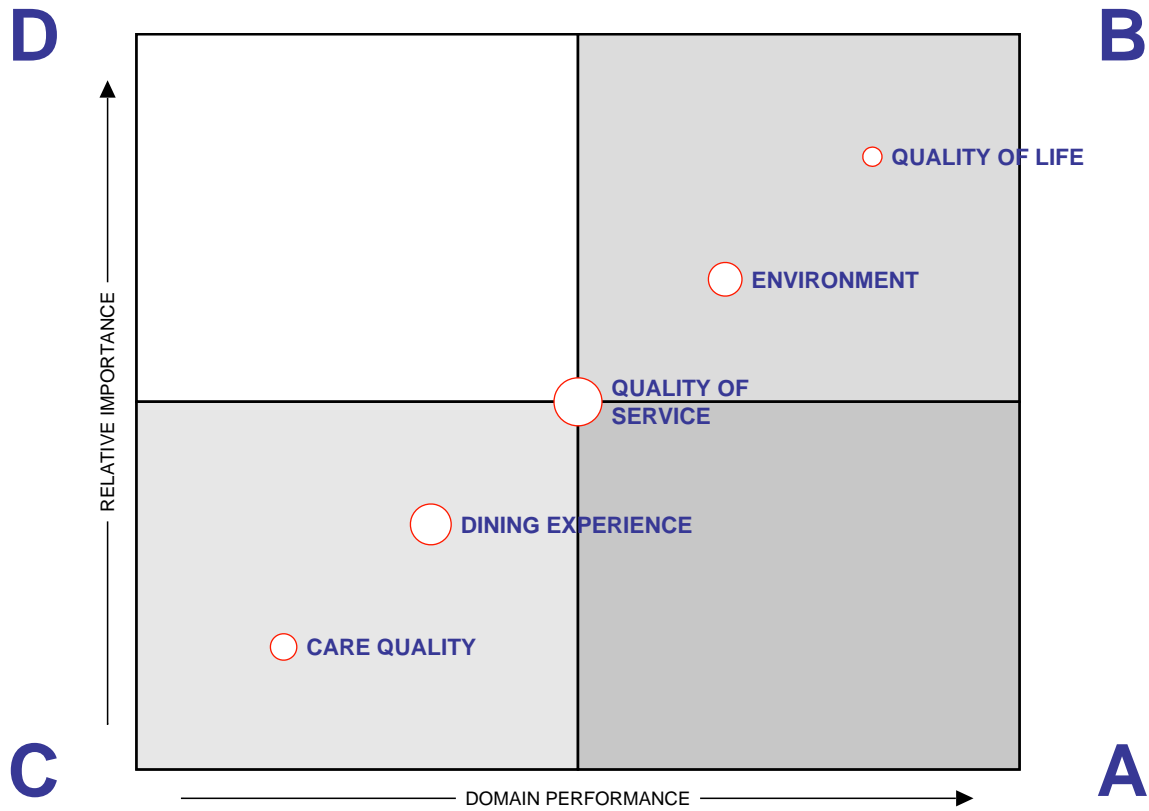 D
B
QUALITY OF LIFE
ENVIRONMENT
RELATIVE IMPORTANCE
QUALITY OF
SERVICE
DINING EXPERIENCE
CARE QUALITY
C
A
DOMAIN PERFORMANCE